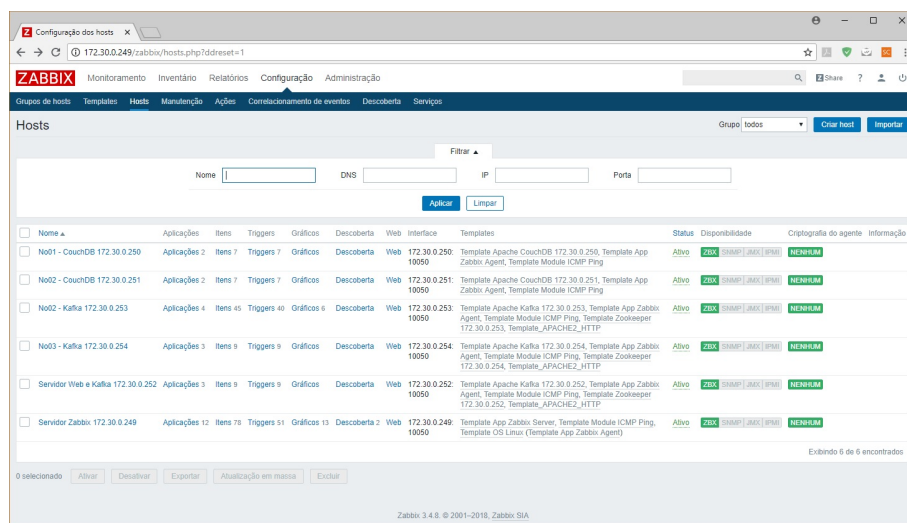 Z Configuração dos hosts
172.30.0.249/zabbix/hosts.php?ddreset=1
ZABBIX Monitoramento Inventário Relatórios Configuração Administração Z Share ?
Grupos de hosts Templates Hosts Manutenção Ações Correlacionamento de eventos Descoberta Serviços
Hosts Grupo todos Criar host Importar
Filtrar ▲
Nome DNS IP Porta
Aplicar Limpar
Nome ▲ Aplicações Itens Triggers Gráficos Descoberta Web Interface Templates Status Disponibilidade Criptografia do agente Informação
No01 - CouchDB 172.30.0.250 Aplicações 2 Itens 7 Triggers 7 Gráficos Descoberta Web 172.30.0.250: Template Apache CouchDB 172.30.0.250, Template App Ativo ZBX SNMP JMX IPMI NENHUM
10050 Zabbix Agent, Template Module ICMP Ping
No02 - CouchDB 172.30.0.251 Aplicações 2 Itens 7 Triggers 7 Gráficos Descoberta Web 172.30.0.251: Template Apache CouchDB 172.30.0.251, Template App Ativo ZBX SNMP JMX IPMI NENHUM
10050 Zabbix Agent, Template Module ICMP Ping
No02 - Kafka 172.30.0.253 Aplicações 4 Itens 45 Triggers 40 Gráficos 6 Descoberta Web 172.30.0.253: Template Apache Kafka 172.30.0.253, Template App Zabbix Ativo ZBX SNMP JMX IPMI NENHUM
10050 Agent, Template Module ICMP Ping, Template Zookeeper
172.30.0.253, Template_APACHE2_HTTP
No03 - Kafka 172.30.0.254 Aplicações 3 Itens 9 Triggers 9 Gráficos Descoberta Web 172.30.0.254: Template Apache Kafka 172.30.0.254, Template App Zabbix Ativo ZBX SNMP JMX IPMI NENHUM
10050 Agent, Template Module ICMP Ping, Template Zookeeper
172.30.0.254, Template_APACHE2_HTTP
Servidor Web e Kafka 172.30.0.252 Aplicações 3 Itens 9 Triggers 9 Gráficos Descoberta Web 172.30.0.252: Template Apache Kafka 172.30.0.252, Template App Zabbix Ativo ZBX SNMP JMX IPMI NENHUM
10050 Agent, Template Module ICMP Ping, Template Zookeeper
172.30.0.252, Template_APACHE2_HTTP
Servidor Zabbix 172.30.0.249 Aplicações 12 Itens 78 Triggers 51 Gráficos 13 Descoberta 2 Web 172.30.0.249: Template App Zabbix Server, Template Module ICMP Ping, Ativo ZBX SNMP JMX IPMI NENHUM
10050 Template OS Linux (Template App Zabbix Agent)
Exibindo 6 de 6 encontrados
0 selecionado Ativar Desativar Exportar Atualização em massa Excluir
Zabbix 3.4.8. © 2001–2018, Zabbix SIA